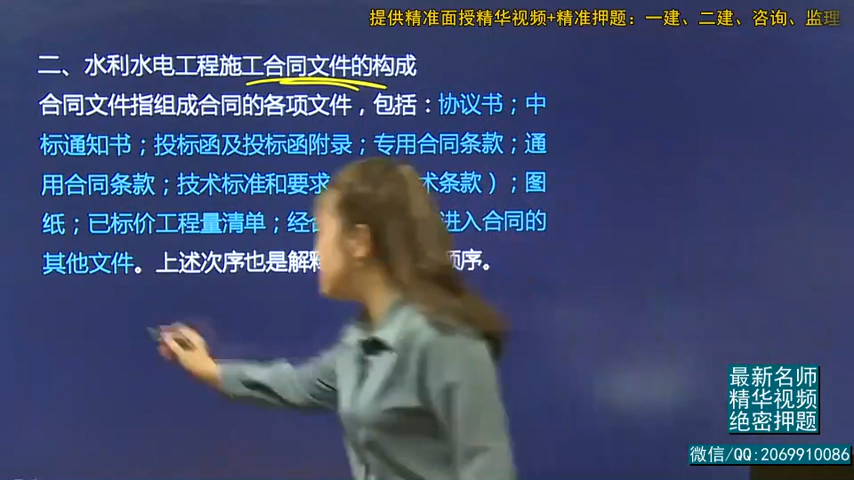 提供精准面授精华视频+精准押题：一建、二建、咨询、监理
二、水利水电工程施工合同文件的构成
合同文件指组成合同的各项文件，包括：协议书；中
标通知书；投标函及投标函附录；专用合同条款；通
用合同条款；技术标准和要求 术条款）；图
纸；已标价工程量清单；经合 进入合同的
其他文件。上述次序也是解释 顺序。
最新名师
精华视频
绝密押题
微信/QQ:2069910086